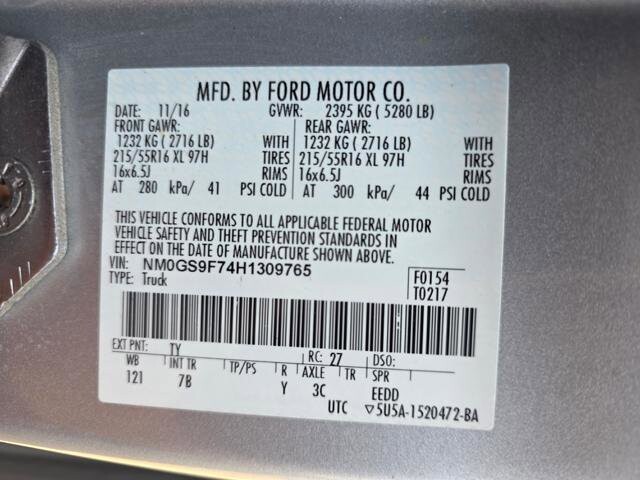 MFD. BY FORD MOTOR CO.
DATE: 11/16 GVWR: 2395 KG ( 5280 LB)
FRONT GAWR: REAR GAWR:
1232 KG ( 2716 LB) WITH 1232 KG ( 2716 LB) WITH
215/55R16 XL 97H TIRES 215/55R16 XL 97H TIRES
16x6.5J RIMS 16x6.5J RIMS
AT 280 kPa/ 41 PSI COLD AT 300 kPa/ 44 PSI COLD
THIS VEHICLE CONFORMS TO ALL APPLICABLE FEDERAL MOTOR
VEHICLE SAFETY AND THEFT PREVENTION STANDARDS IN
EFFECT ON THE DATE OF MANUFACTURE SHOWN ABOVE.
VIN: NM0GS9F74H1309765 F0154
TYPE: Truck T0217
EXT PNT: TY RC: 27 DSO:
WB INT TR TP/PS R AXLE TR SPR
121 7B Y 3C EEDD
UTC ▽5U5A-1520472-BA